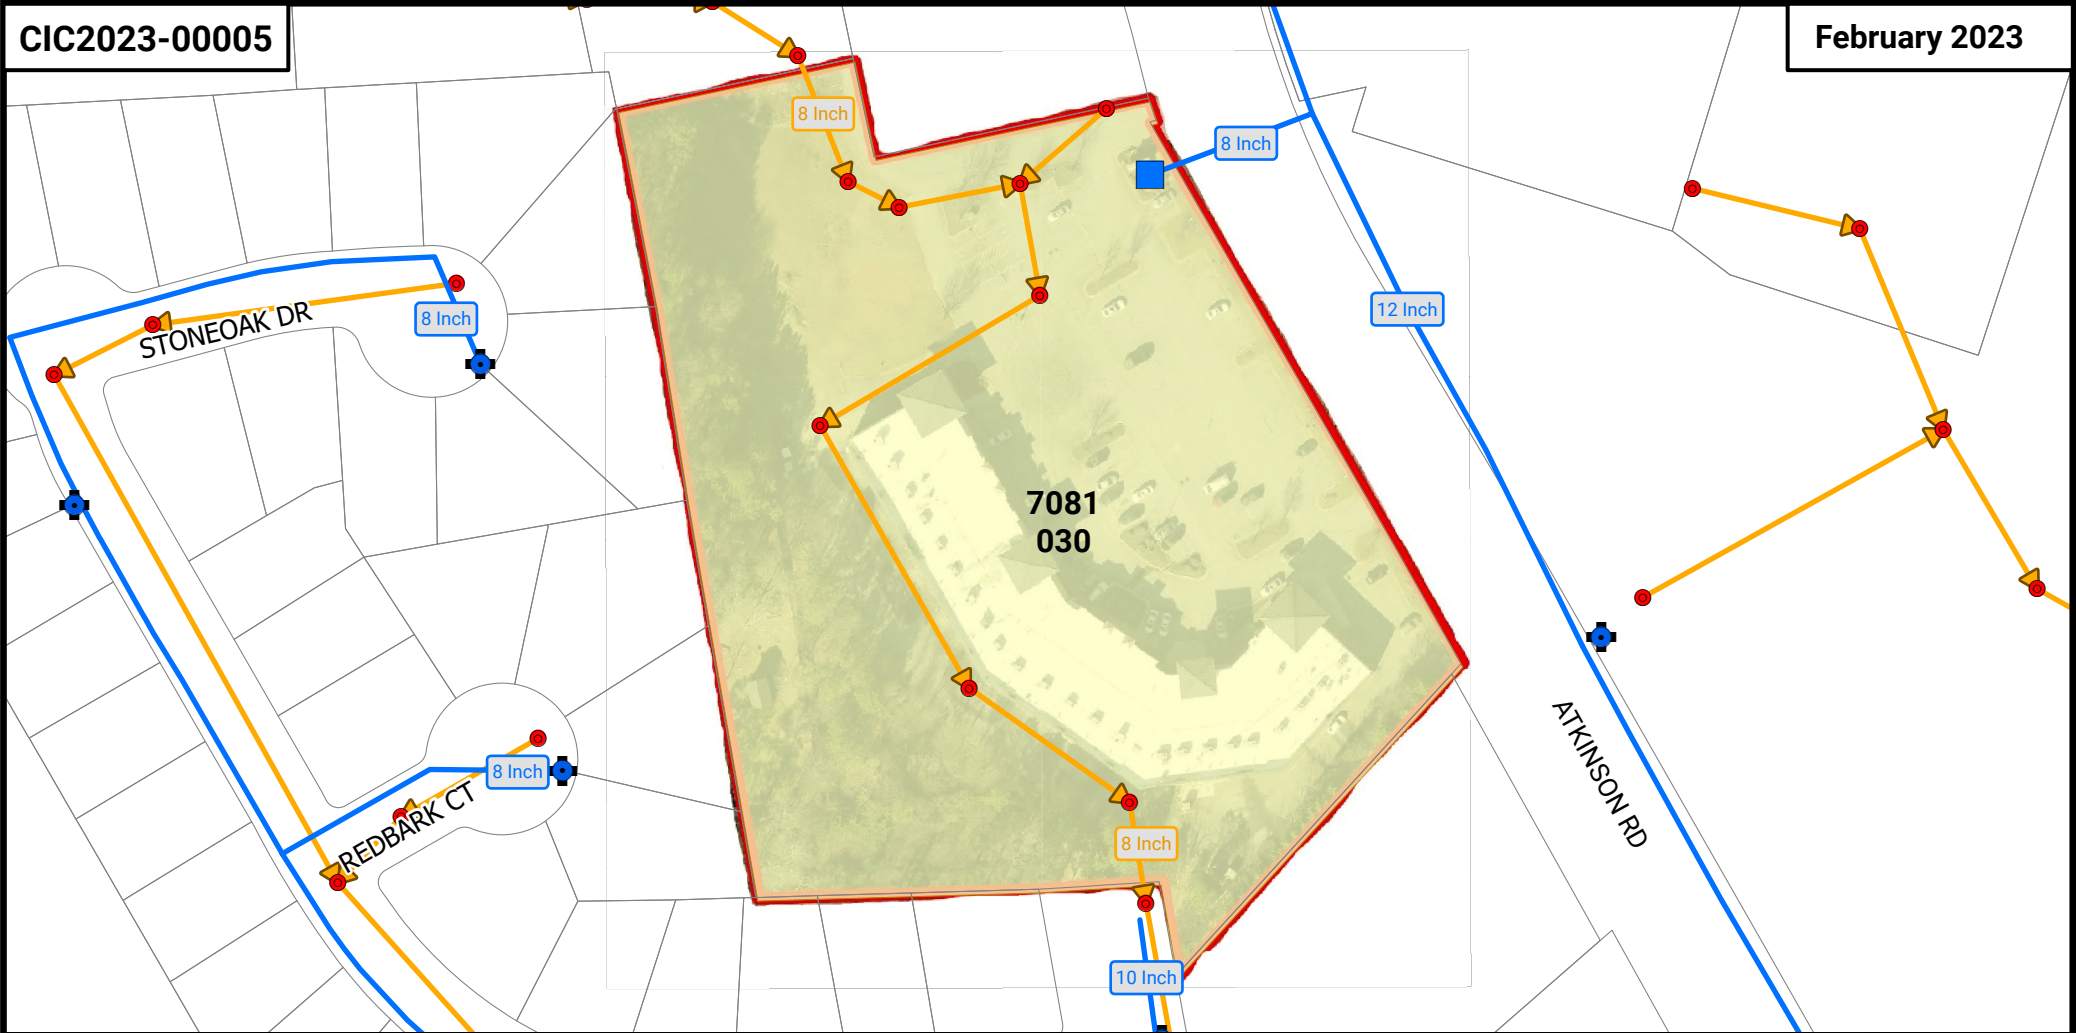 CIC2023-00005
February 2023
8 Inch
8 Inch
12 Inch
STONEOAK DR
8 Inch
7081
030
ATKINSON RD
8 Inch
REDBARK CT
8 Inch
10 Inch